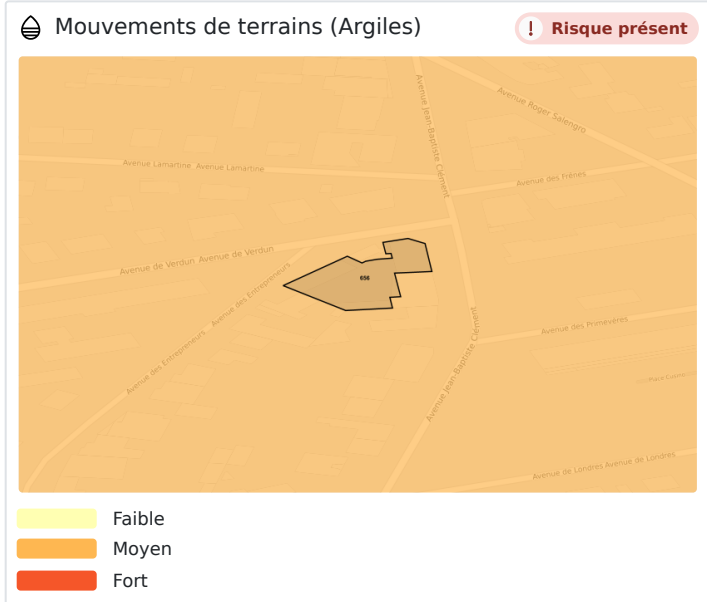 Mouvements de terrains (Argiles)
! Risque présent
Avenue Roger Salengro
Avenue Jean-Baptiste Clément
Avenue Lamartine Avenue Lamartine
Avenue des Frênes
Avenue de Verdun Avenue de Verdun
Avenue des Entrepreneurs
Avenue des Entrepreneurs
656
Avenue des Primevères
Avenue Jean-Baptiste Clément
Avenue de Londres Avenue de Londres
Faible
Moyen
Fort